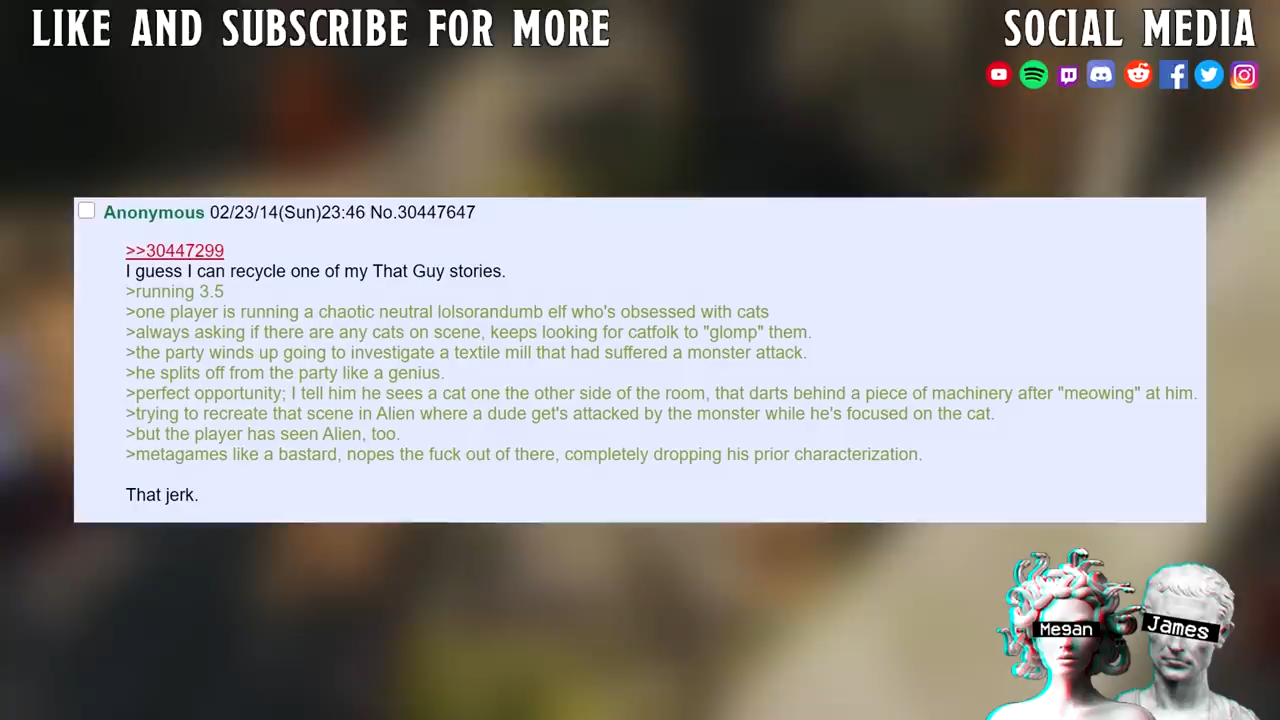 LIKE AND SUBSCRIBE FOR MORE
SOCIAL MEDIA
Anonymous 02/23/14(Sun)23:46 No.30447647
>>30447299
I guess I can recycle one of my That Guy stories.
>running 3.5
>one player is running a chaotic neutral lolsorandumb elf who's obsessed with cats
>always asking if there are any cats on scene, keeps looking for catfolk to "glomp" them.
>the party winds up going to investigate a textile mill that had suffered a monster attack.
>he splits off from the party like a genius.
>perfect opportunity; I tell him he sees a cat one the other side of the room, that darts behind a piece of machinery after "meowing" at him.
>trying to recreate that scene in Alien where a dude get's attacked by the monster while he's focused on the cat.
>but the player has seen Alien, too.
>metagames like a bastard, nopes the fuck out of there, completely dropping his prior characterization.
That jerk.
Megan
James